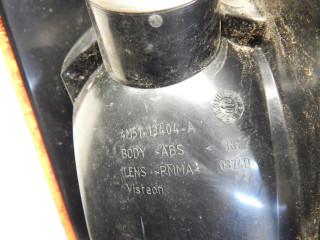 4M51-13404-A
BODY >ABS
LENS >PMMA<
Visteon